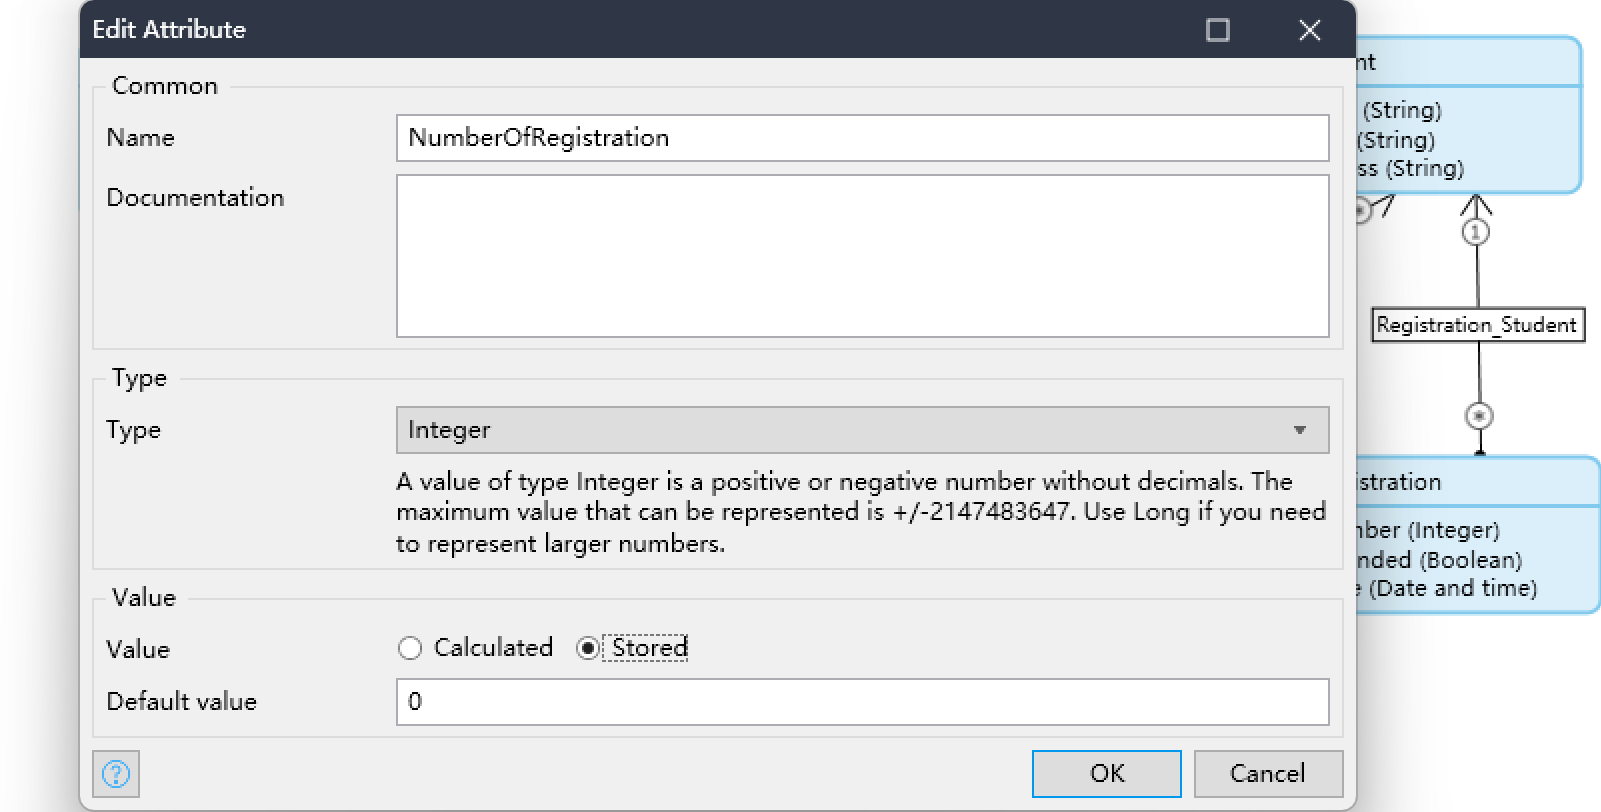 Edit Attribute
Common
Name
NumberOfRegistration
Documentation
Type
Type
Integer
A value of type Integer is a positive or negative number without decimals. The
maximum value that can be represented is +/-2147483647. Use Long if you need
to represent larger numbers.
Value
Value
Calculated
Stored
Default value
0
?
OK
Cancel
nt
(String)
(String)
ss (String)
1
Registration_Student
*
istration
nber (Integer)
nded (Boolean)
e (Date and time)